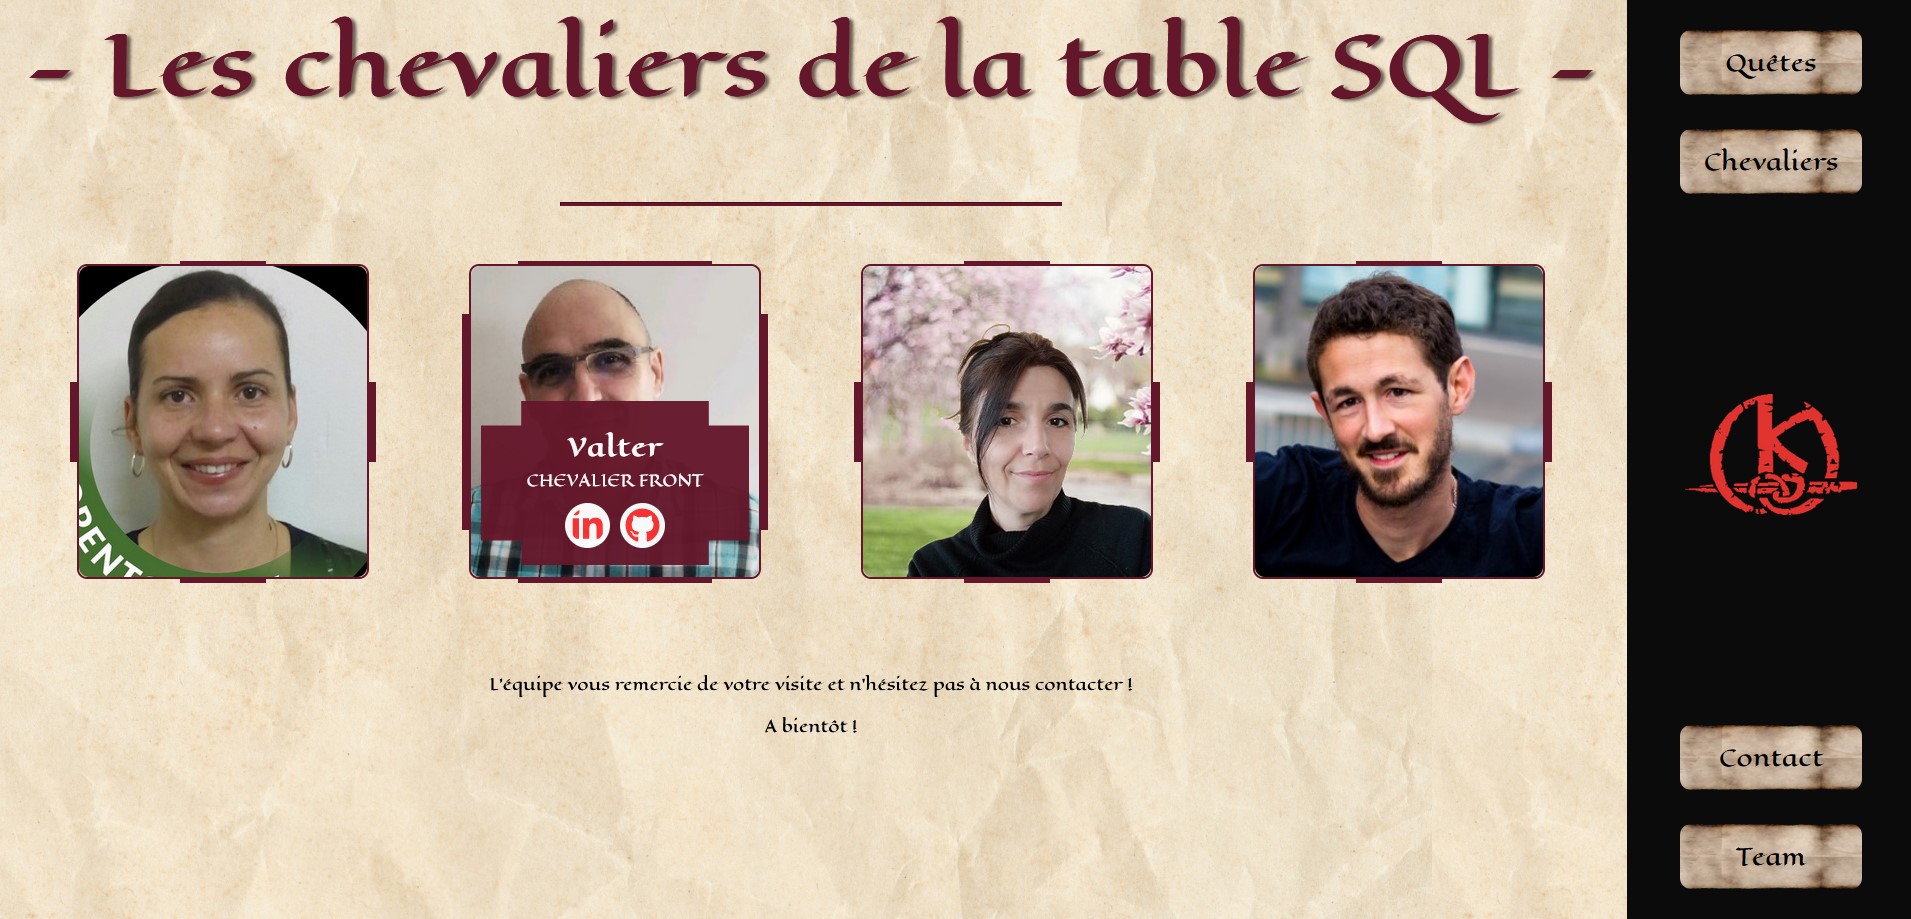 - Les chevaliers de la table SQL -
Quêtes
Chevaliers
Valter
CHEVALIER FRONT
in
L'équipe vous remercie de votre visite et n'hésitez pas à nous contacter !
A bientôt !
Contact
Team